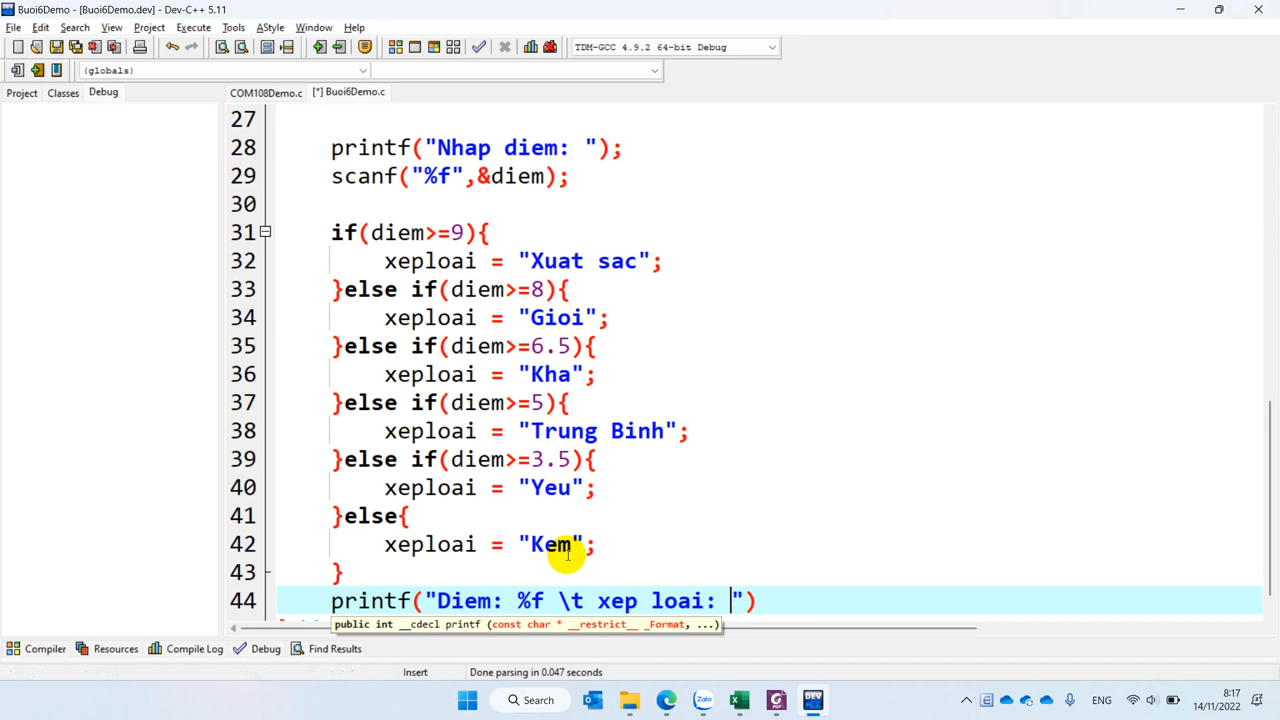 Buoi6Demo - [Buoi6Demo.dev] - Dev-C++ 5.11
File Edit Search View Project Execute Tools AStyle Window Help
TDM-GCC 4.9.2 64-bit Debug
(globals)
Project Classes Debug COM108Demo.c [*] Buoi6Demo.c
27
28 printf("Nhap diem: ");
29 scanf("%f",&diem);
30
31 if(diem>=9){
32 xeploai = "Xuat sac";
33 }else if(diem>=8){
34 xeploai = "Gioi";
35 }else if(diem>=6.5){
36 xeploai = "Kha";
37 }else if(diem>=5){
38 xeploai = "Trung Binh";
39 }else if(diem>=3.5){
40 xeploai = "Yeu";
41 }else{
42 xeploai = "Kem";
43 }
44 printf("Diem: %f \t xep loai: ")
public int __cdecl printf (const char * __restrict__ _Format, ...)
Compiler Resources Compile Log Debug Find Results
Insert Done parsing in 0.047 seconds
Search Zalo DEV ENG 8:17
14/11/2022